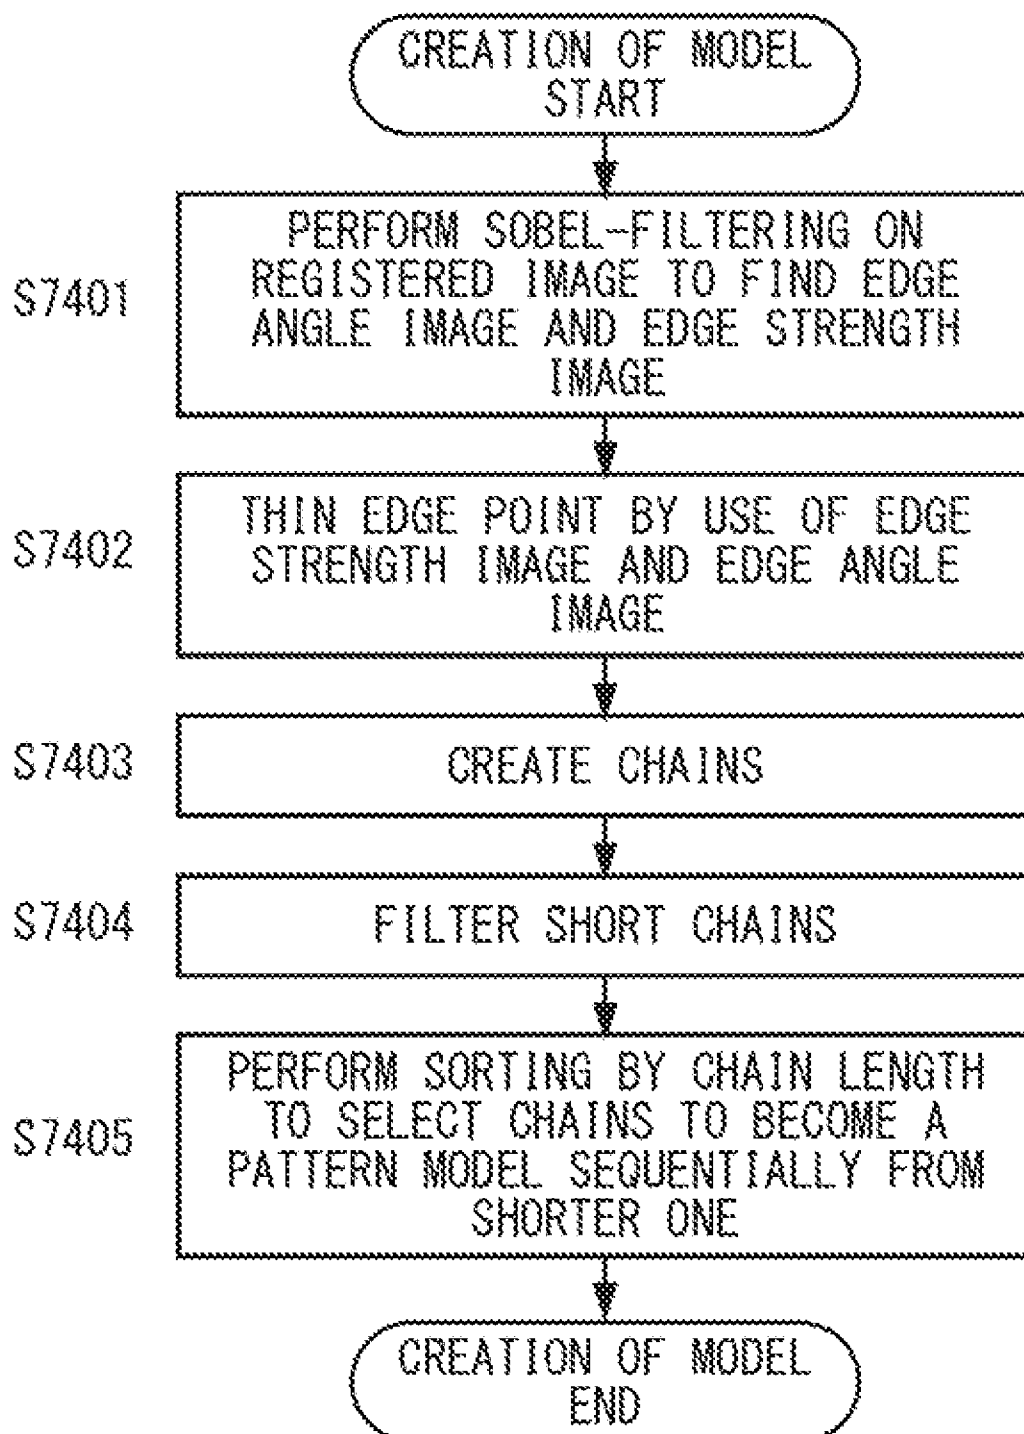 CREATION OF MODEL
START
S7401
PERFORM SOBEL-FILTERING ON
REGISTERED IMAGE TO FIND EDGE
ANGLE IMAGE AND EDGE STRENGTH
IMAGE
S7402
THIN EDGE POINT BY USE OF EDGE
STRENGTH IMAGE AND EDGE ANGLE
IMAGE
S7403
CREATE CHAINS
S7404
FILTER SHORT CHAINS
S7405
PERFORM SORTING BY CHAIN LENGTH
TO SELECT CHAINS TO BECOME A
PATTERN MODEL SEQUENTIALLY FROM
SHORTER ONE
CREATION OF MODEL
END